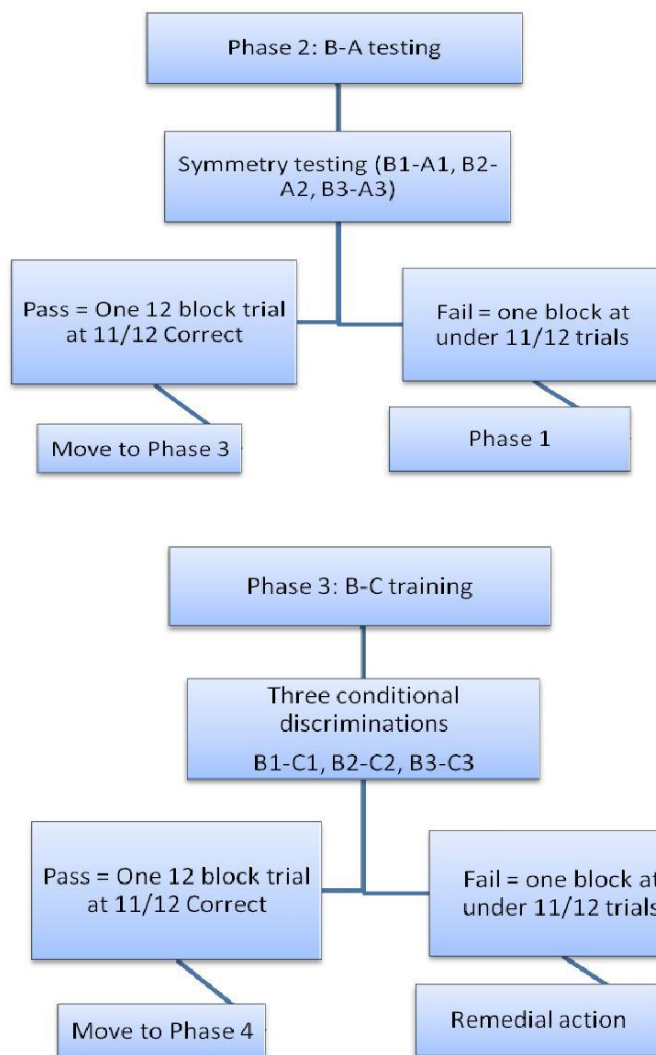 Phase 2: B-A testing
Symmetry testing (B1-A1, B2-
A2, B3-A3)
Pass = One 12 block trial
at 11/12 Correct
Fail = one block at
under 11/12 trials
Move to Phase 3
Phase 1
Phase 3: B-C training
Three conditional
discriminations
B1-C1, B2-C2, B3-C3
Pass = One 12 block trial
at 11/12 Correct
Fail = one block at
under 11/12 trials
Move to Phase 4
Remedial action